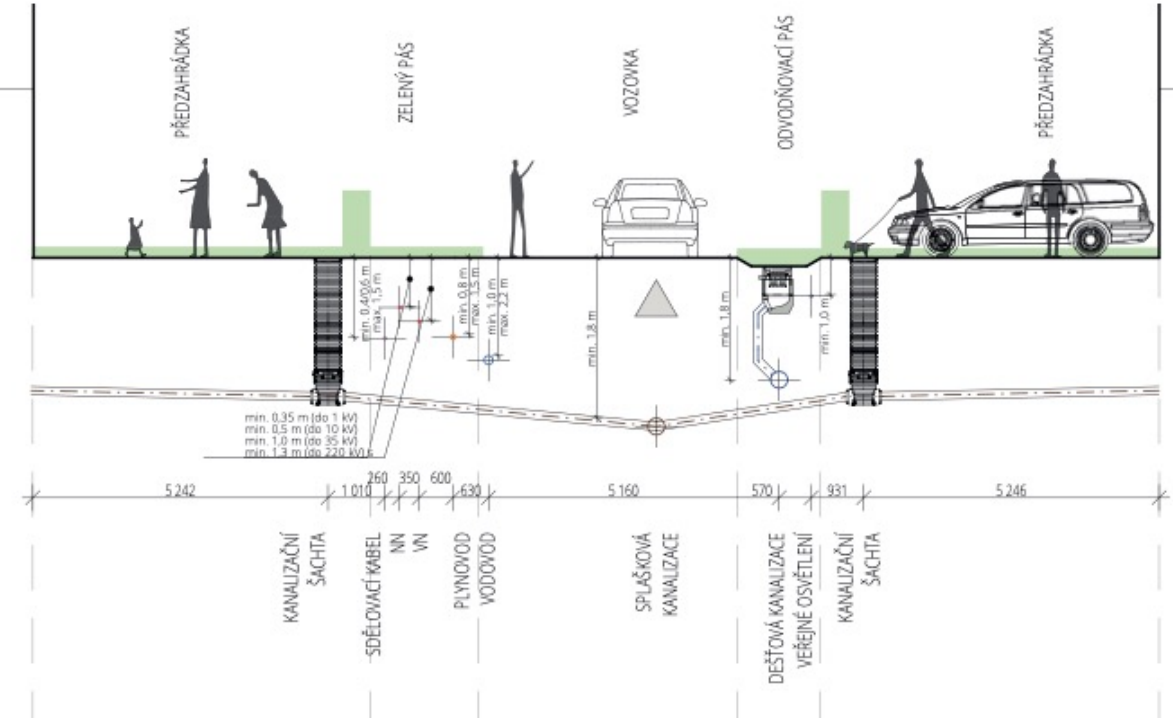 PŘEDZAHRÁDKA
ZELENÝ PÁS
VOZOVKA
ODVODŇOVACÍ PÁS
PŘEDZAHRÁDKA
min. 0,4/0,6 m
max. 1,5 m
min. 0,8 m
max. 1,5 m
min. 1,0 m
max. 2,2 m
min. 1,8 m
min. 1,8 m
min. 1,0 m
min. 0,35 m (do 1 kV)
min. 0,5 m (do 10 kV)
min. 1,0 m (do 35 kV)
min. 1,3 m (do 220 kV)
5 242
1 010
260
350
600
630
5 160
570
931
5 246
KANALIZAČNÍ
ŠACHTA
SDĚLOVACÍ KABEL
NN
VN
PLYNOVOD
VODOVOD
SPLAŠKOVÁ
KANALIZACE
DEŠŤOVÁ KANALIZACE
VEŘEJNÉ OSVĚTLENÍ
KANALIZAČNÍ
ŠACHTA